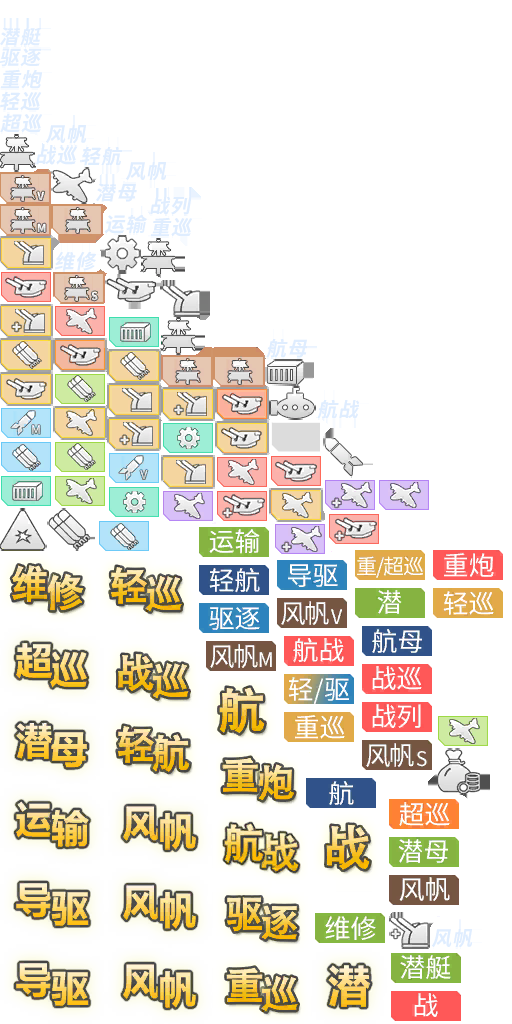 潜艇
驱逐
重炮
轻巡
超巡
风帆
战巡 轻航
风帆
潜母
V
战列
M
运输 重巡
维修
S
航母
航战
M
V
运输
轻航 导驱 重/超巡 重炮
维修 轻巡
驱逐 风帆V 潜 轻巡
超巡 战巡
风帆M 航战 航母
航 轻/驱 战巡
潜母 轻航
重巡 战列
风帆S
重炮
航
运输 风帆 航战 战 超巡
潜母
导驱 风帆 驱逐
风帆
维修 风帆
导驱 风帆 重巡 潜 潜艇
战